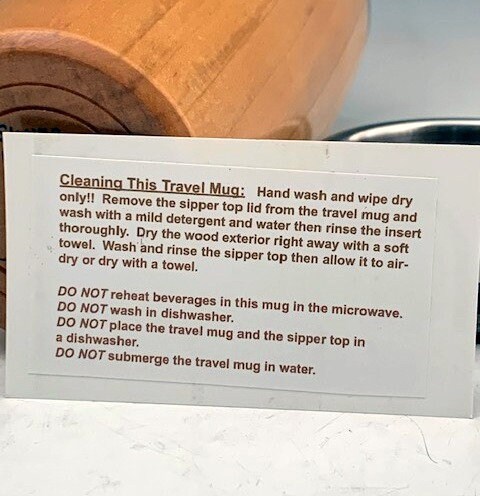 Cleaning This Travel Mug: Hand wash and wipe dry
only!! Remove the sipper top lid from the travel mug and
wash with a mild detergent and water then rinse the insert
thoroughly. Dry the wood exterior right away with a soft
towel. Wash and rinse the sipper top then allow it to air-
dry or dry with a towel.
DO NOT reheat beverages in this mug in the microwave.
DO NOT wash in dishwasher.
DO NOT place the travel mug and the sipper top in
a dishwasher.
DO NOT submerge the travel mug in water.